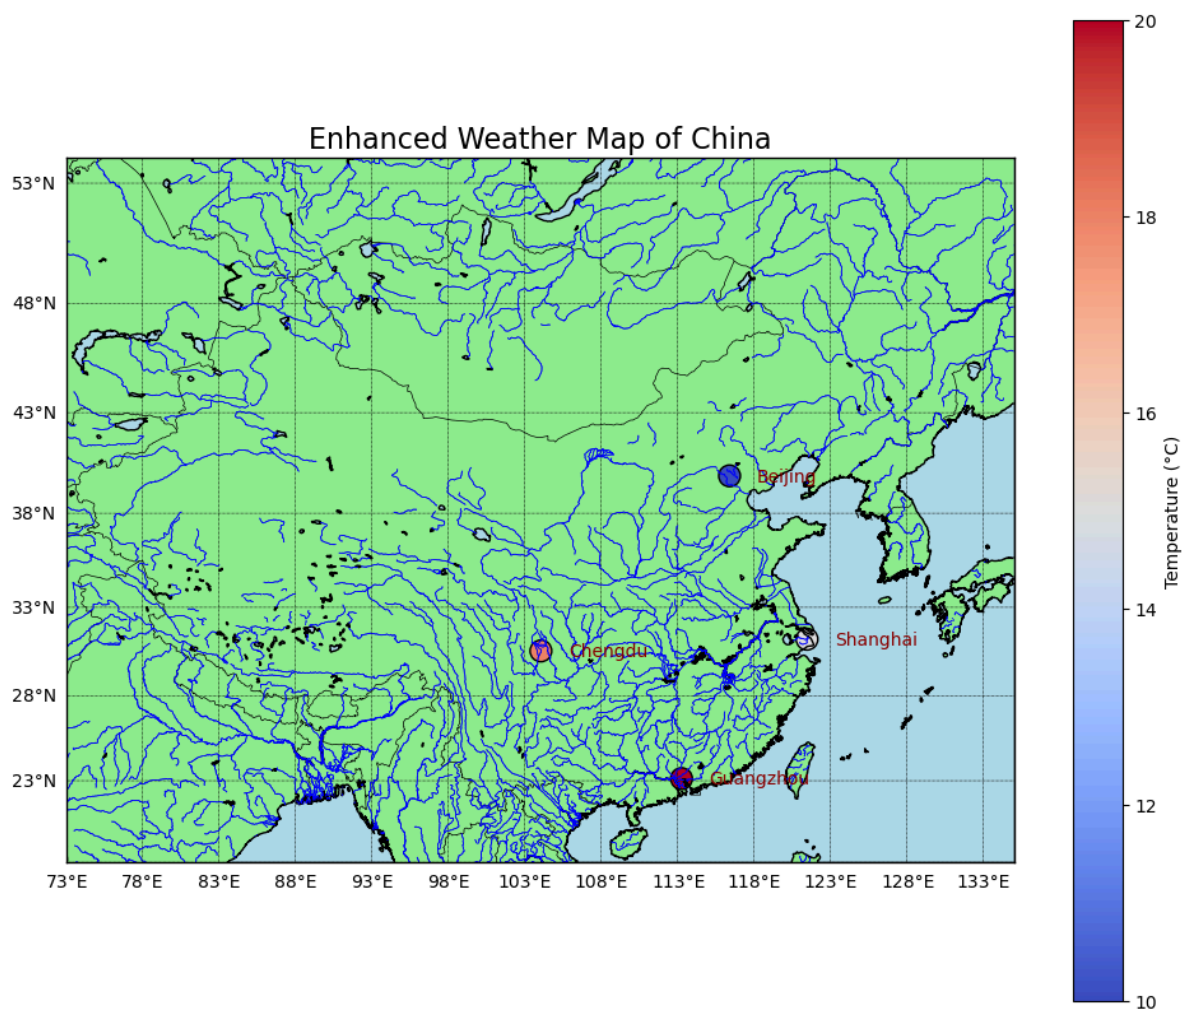 Enhanced Weather Map of China
53°N
48°N
43°N
38°N
33°N
28°N
23°N
73°E 78°E 83°E 88°E 93°E 98°E 103°E 108°E 113°E 118°E 123°E 128°E 133°E
Beijing
Shanghai
Chengdu
Guangzhou
20
18
16
14
12
10
Temperature (°C)